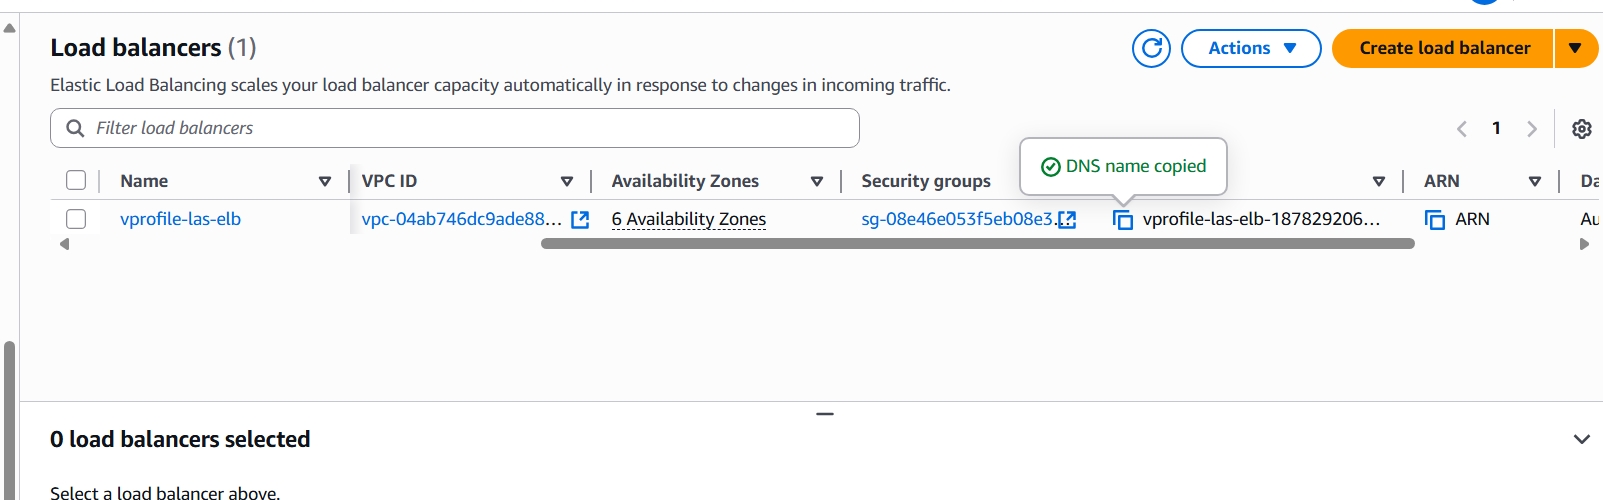 Load balancers (1)
Actions
Create load balancer
Elastic Load Balancing scales your load balancer capacity automatically in response to changes in incoming traffic.
Filter load balancers
1
DNS name copied
Name
VPC ID
Availability Zones
Security groups
ARN
Da
vprofile-las-elb
vpc-04ab746dc9ade88...
6 Availability Zones
sg-08e46e053f5eb08e3...
vprofile-las-elb-187829206...
ARN
Au
0 load balancers selected
Select a load balancer above.